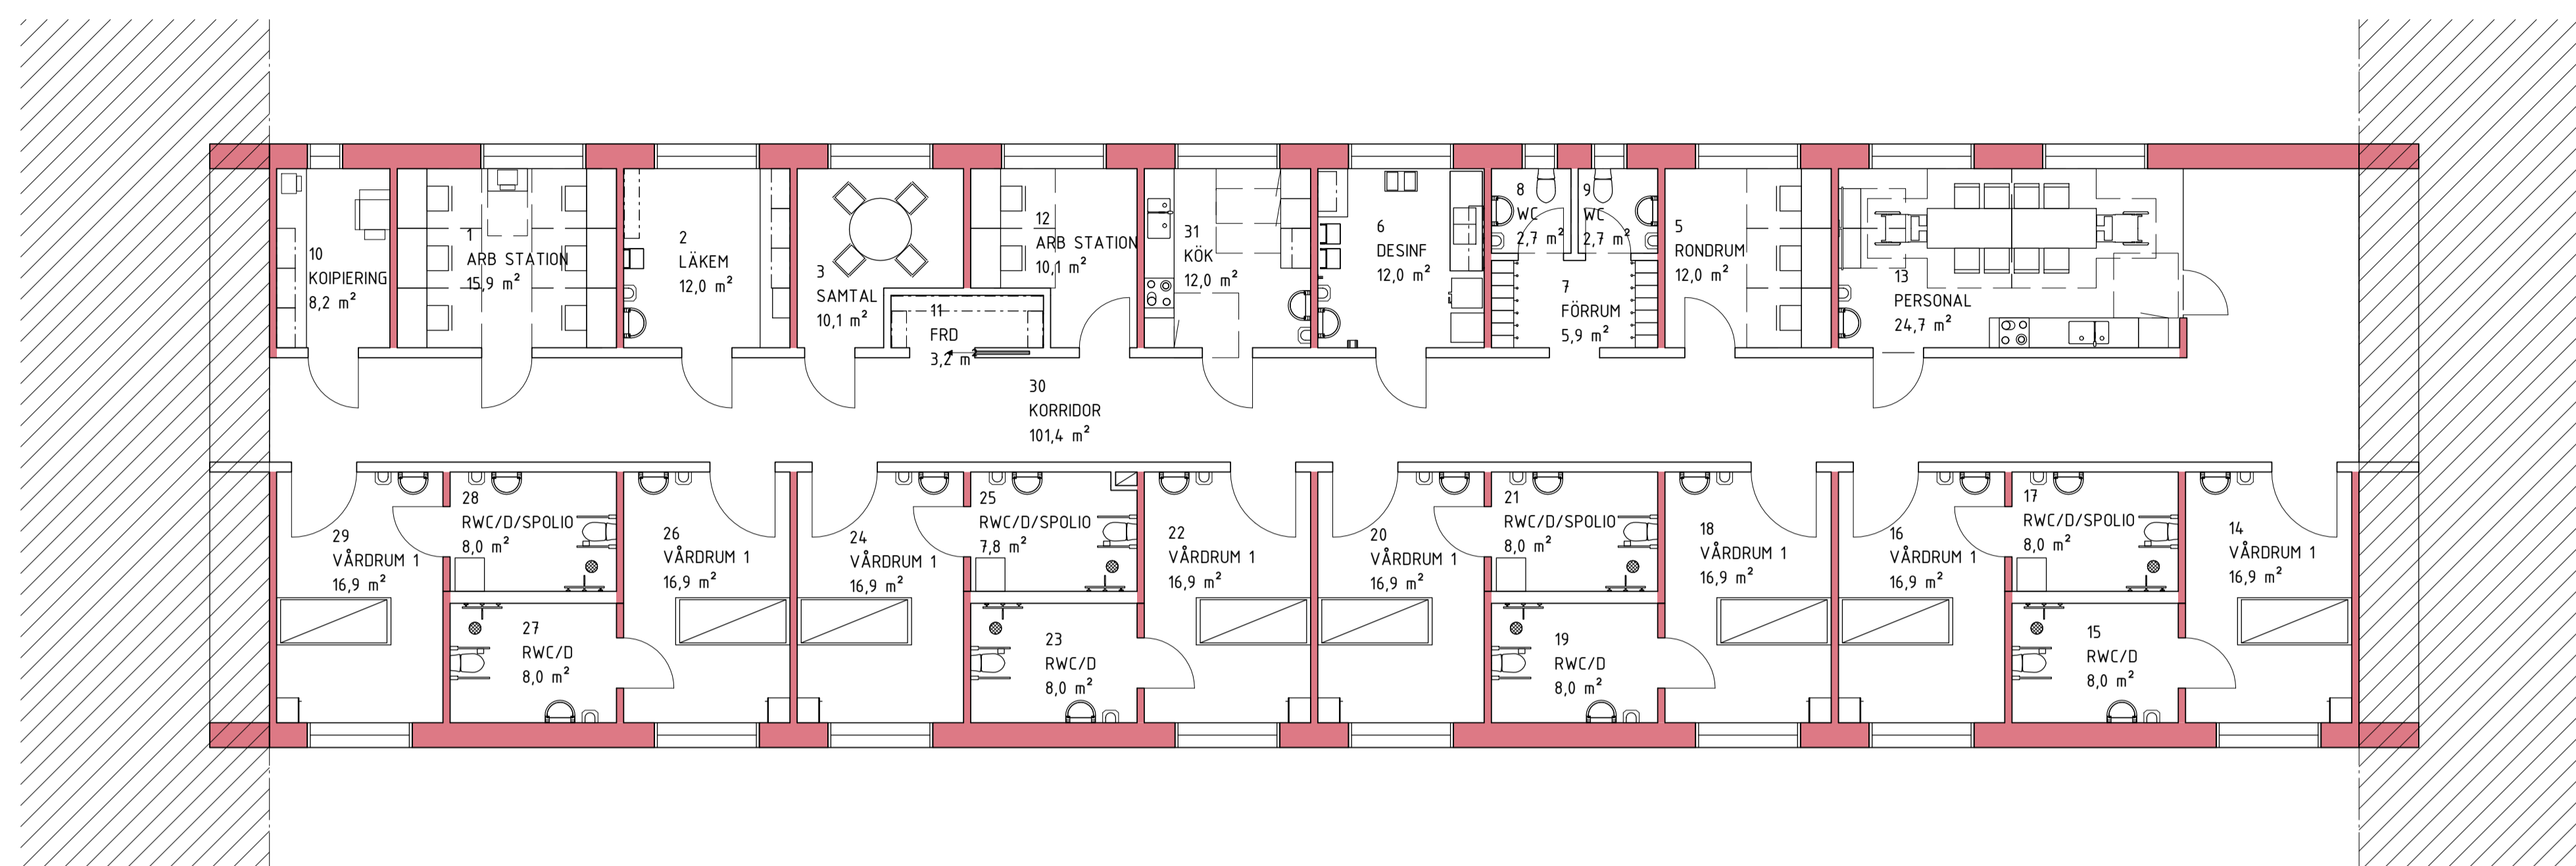 10
KOIPIERING
8,2 m²
1
ARB STATION
15,9 m²
2
LÄKEM
12,0 m²
3
SAMTAL
10,1 m²
11
FRD
3,2 m
12
ARB STATION
10,1 m²
31
KÖK
12,0 m²
6
DESINF
12,0 m²
8
WC
2,7 m²
9
WC
2,7 m²
7
FÖRRUM
5,9 m²
5
RONDRUM
12,0 m²
13
PERSONAL
24,7 m²
30
KORRIDOR
101,4 m²
29
VÅRDRUM 1
16,9 m²
28
RWC/D/SPOLIO
8,0 m²
27
RWC/D
8,0 m²
26
VÅRDRUM 1
16,9 m²
24
VÅRDRUM 1
16,9 m²
25
RWC/D/SPOLIO
7,8 m²
23
RWC/D
8,0 m²
22
VÅRDRUM 1
16,9 m²
20
VÅRDRUM 1
16,9 m²
21
RWC/D/SPOLIO
8,0 m²
19
RWC/D
8,0 m²
18
VÅRDRUM 1
16,9 m²
16
VÅRDRUM 1
16,9 m²
17
RWC/D/SPOLIO
8,0 m²
15
RWC/D
8,0 m²
14
VÅRDRUM 1
16,9 m²